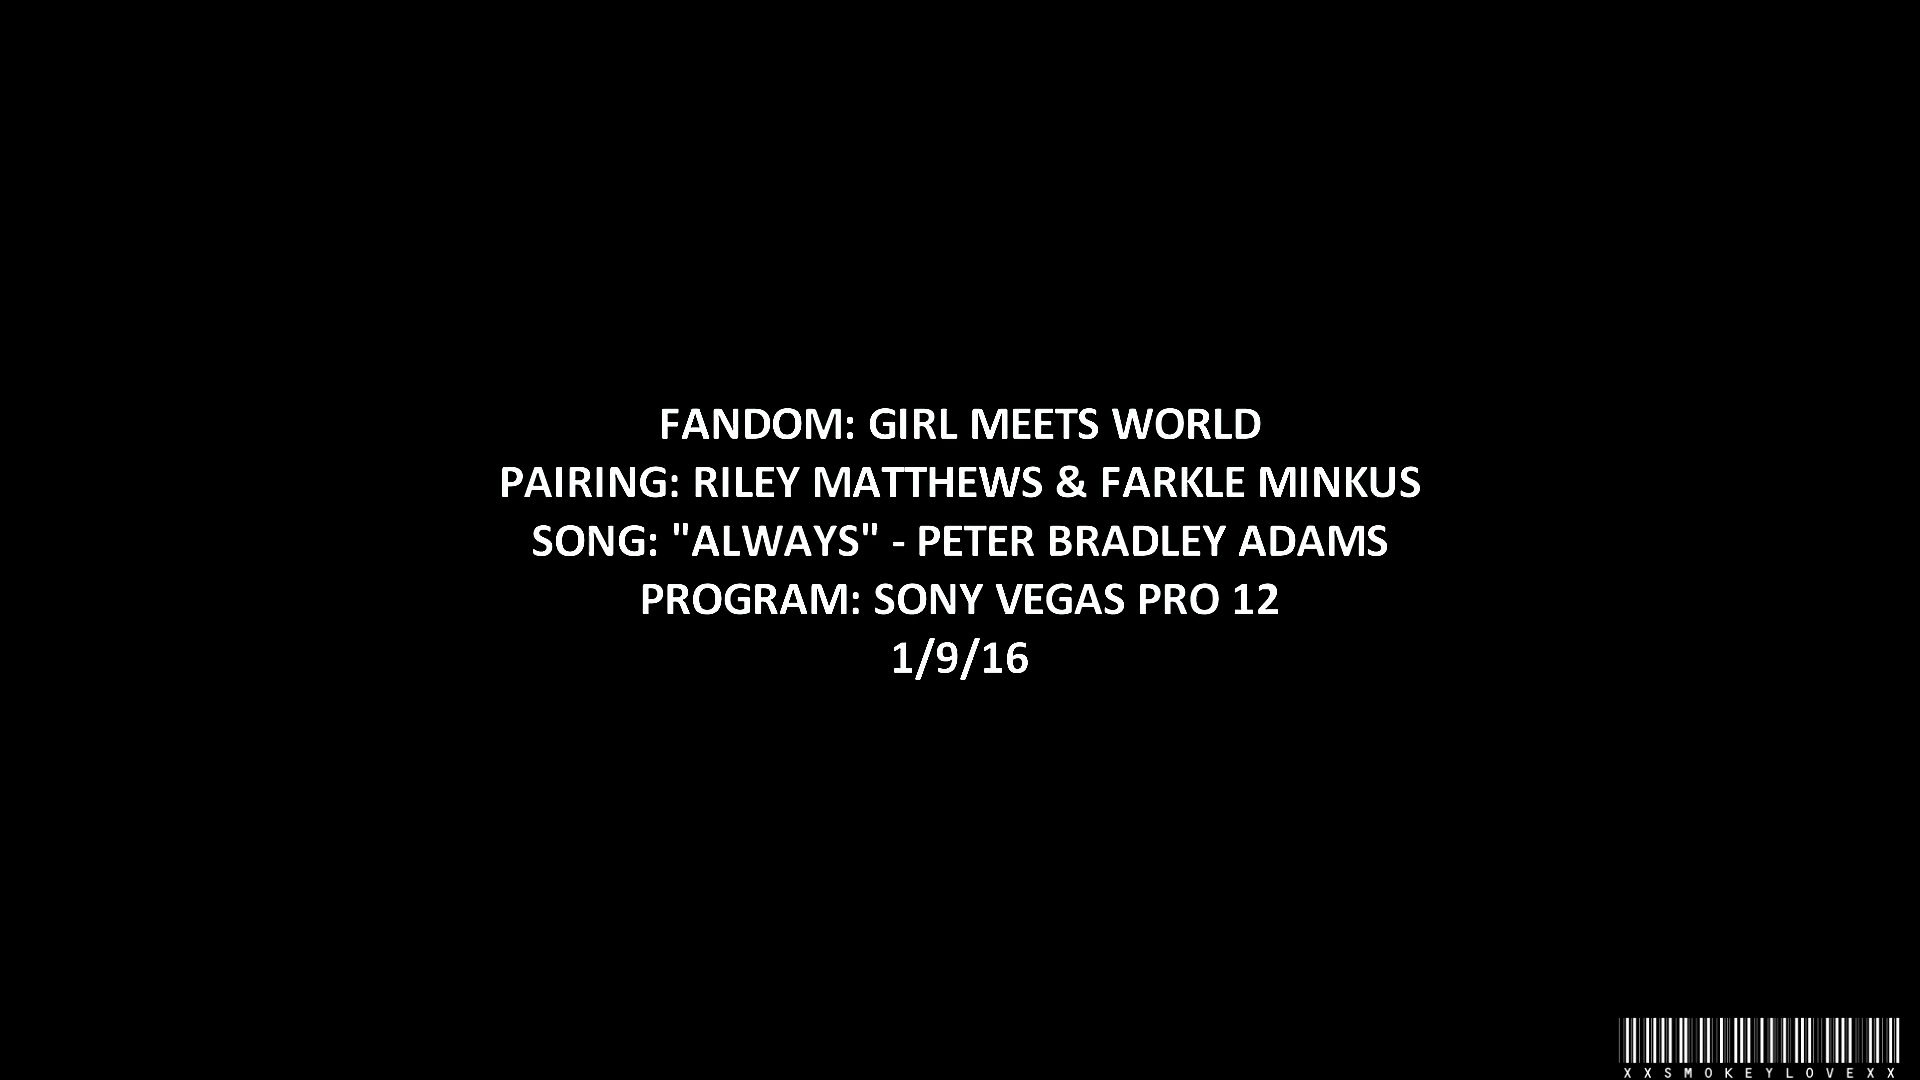 FANDOM: GIRL MEETS WORLD
PAIRING: RILEY MATTHEWS & FARKLE MINKUS
SONG: "ALWAYS" - PETER BRADLEY ADAMS
PROGRAM: SONY VEGAS PRO 12
1/9/16
XXSMOKEYLOVEXX